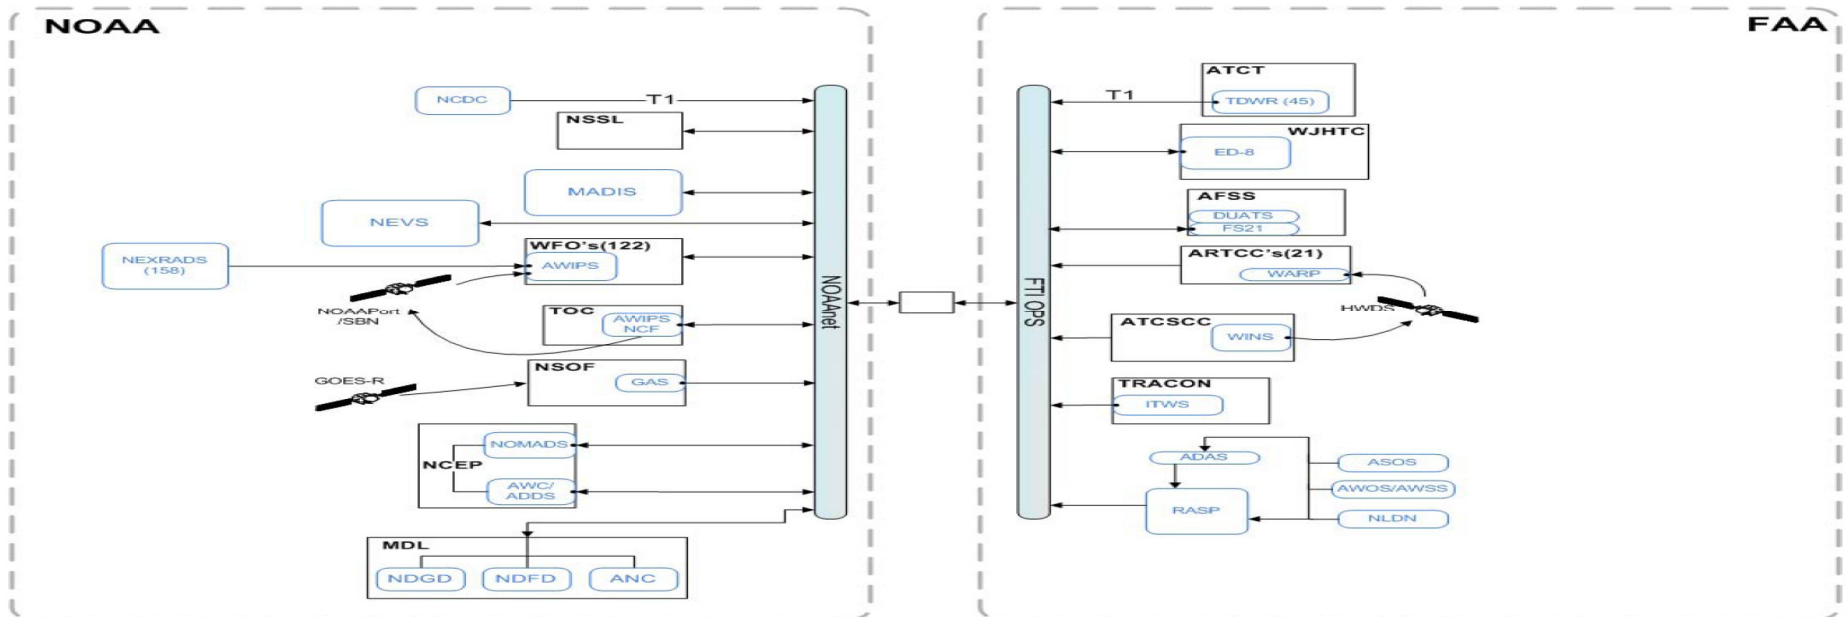 NOAA
FAA
NCDC
T1
NSSL
MADIS
NEVS
NEXRADS
(158)
WFO's(122)
AWIPS
NOAAPort
/SBN
TOC
AWIPS
NCF
GOES-R
NSOF
GAS
NCEP
NOMADS
AWC/
ADDS
MDL
NDGD
NDFD
ANC
NOAAnet
FTI OPS
T1
ATCT
TDWR (45)
WJHTC
ED-8
AFSS
DUATS
FS21
ARTCC's(21)
WARP
HWDS
ATCSCC
WINS
TRACON
ITWS
ADAS
RASP
ASOS
AWOS/AWSS
NLDN